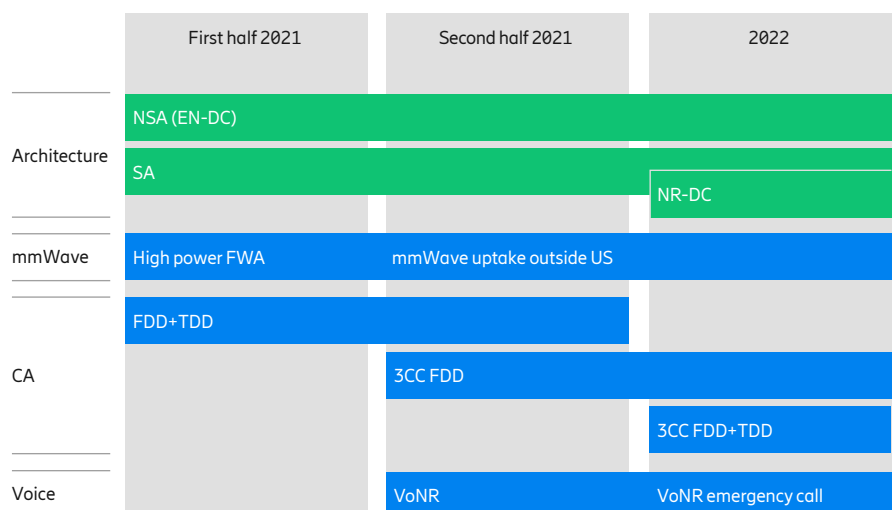 First half 2021
Second half 2021
2022
Architecture
NSA (EN-DC)
SA
NR-DC
mmWave
High power FWA
mmWave uptake outside US
CA
FDD+TDD
3CC FDD
3CC FDD+TDD
Voice
VoNR
VoNR emergency call